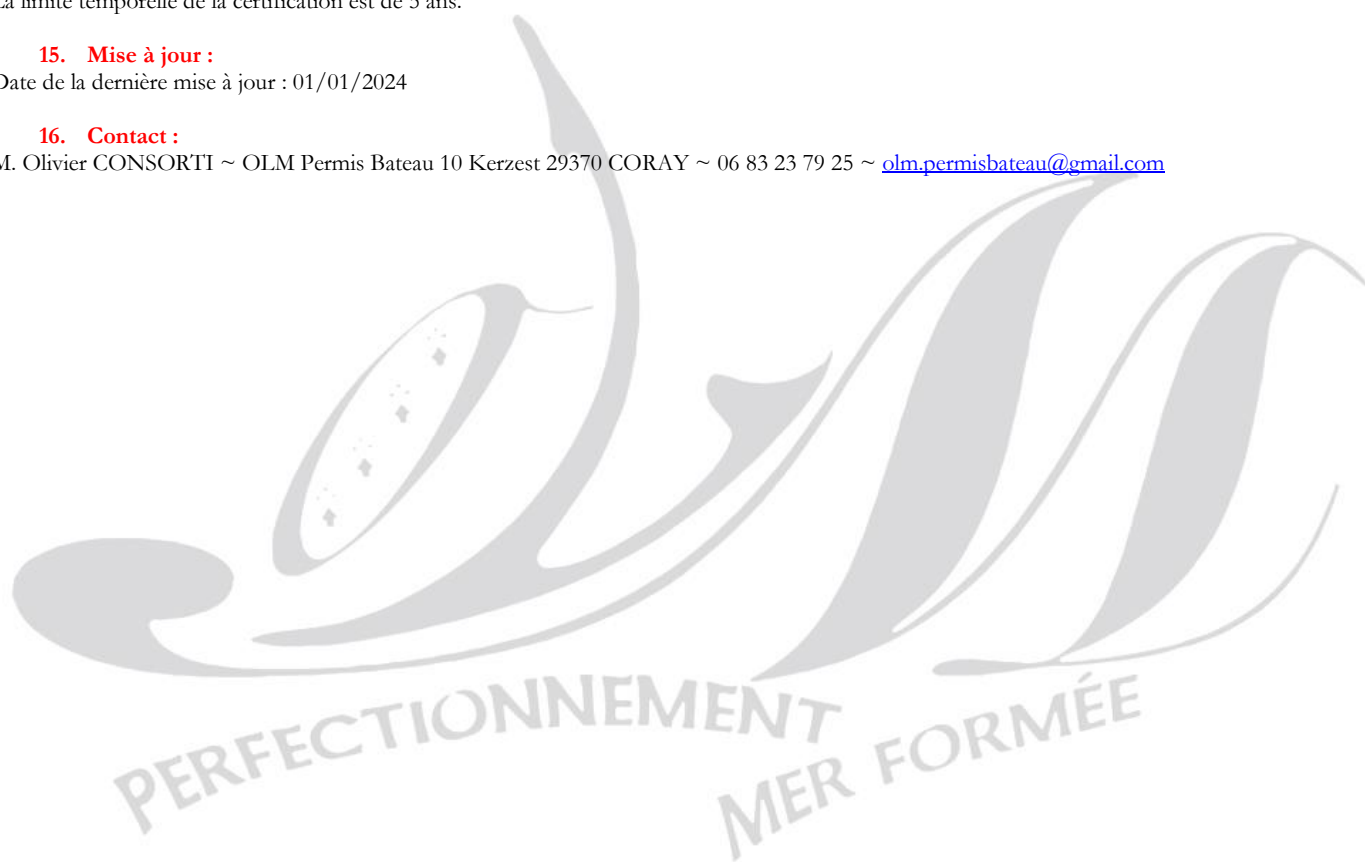 La limite temporelle de la certification est de 5 ans.
15. Mise à jour :
Date de la dernière mise à jour : 01/01/2024
16. Contact :
M. Olivier CONSORTI ~ OLM Permis Bateau 10 Kerzest 29370 CORAY ~ 06 83 23 79 25 ~ olm.permisbateau@gmail.com
PERFECTIONNEMENT
MER FORMÉE